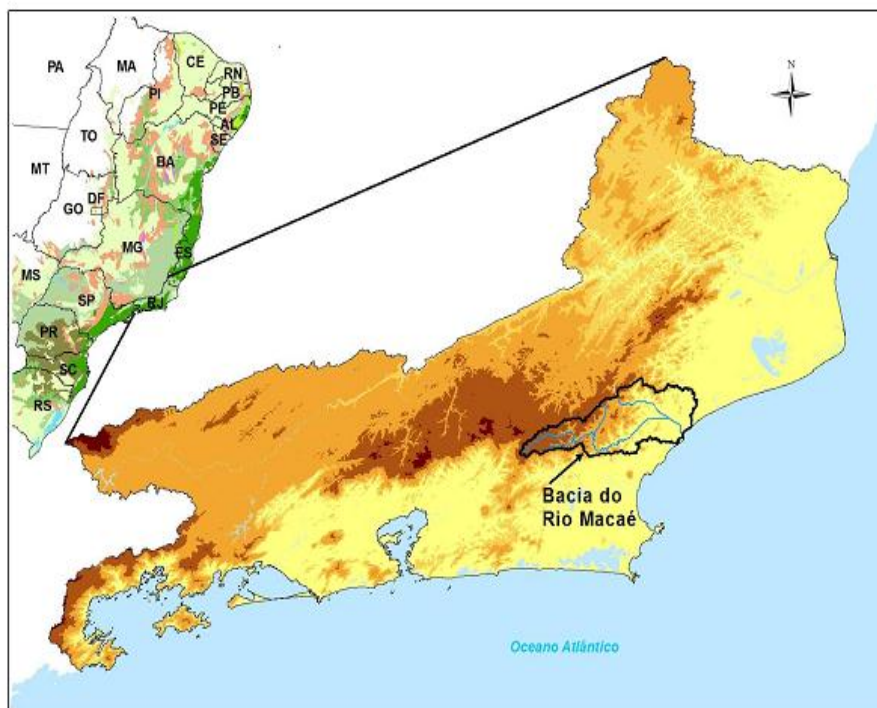 PA
MA
CE
RN
PI
PB
PE
AL
SE
TO
BA
MT
DF
GO
MG
ES
MS
SP
RJ
PR
SC
RS
N
Bacia do
Rio Macaé
Oceano Atlântico